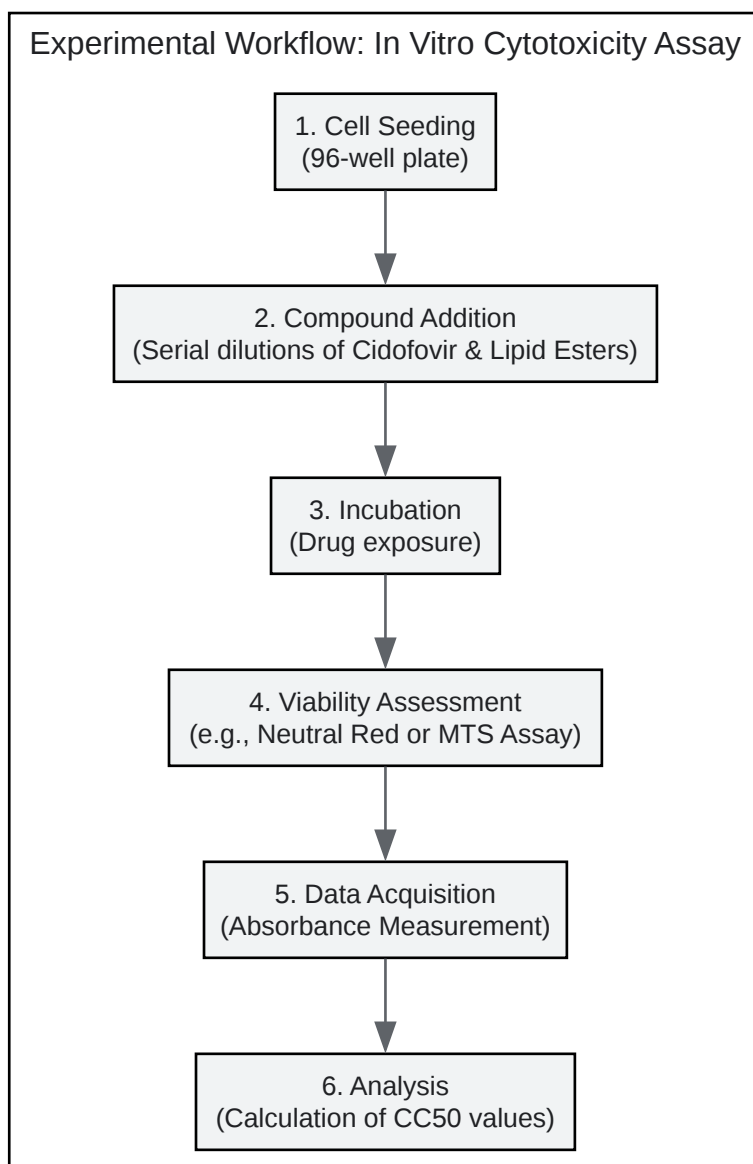 Experimental Workflow: In Vitro Cytotoxicity Assay
1. Cell Seeding
(96-well plate)
2. Compound Addition
(Serial dilutions of Cidofovir & Lipid Esters)
3. Incubation
(Drug exposure)
4. Viability Assessment
(e.g., Neutral Red or MTS Assay)
5. Data Acquisition
(Absorbance Measurement)
6. Analysis
(Calculation of CC50 values)